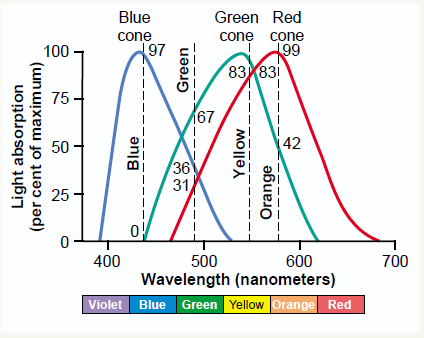 Blue cone
Green cone
Red cone
100
97
99
Green
83
83
75
67
Light absorption
(per cent of maximum)
50
Blue
Yellow
42
36
Orange
31
25
0
0
400
500
600
700
Wavelength (nanometers)
Violet Blue Green Yellow Orange Red